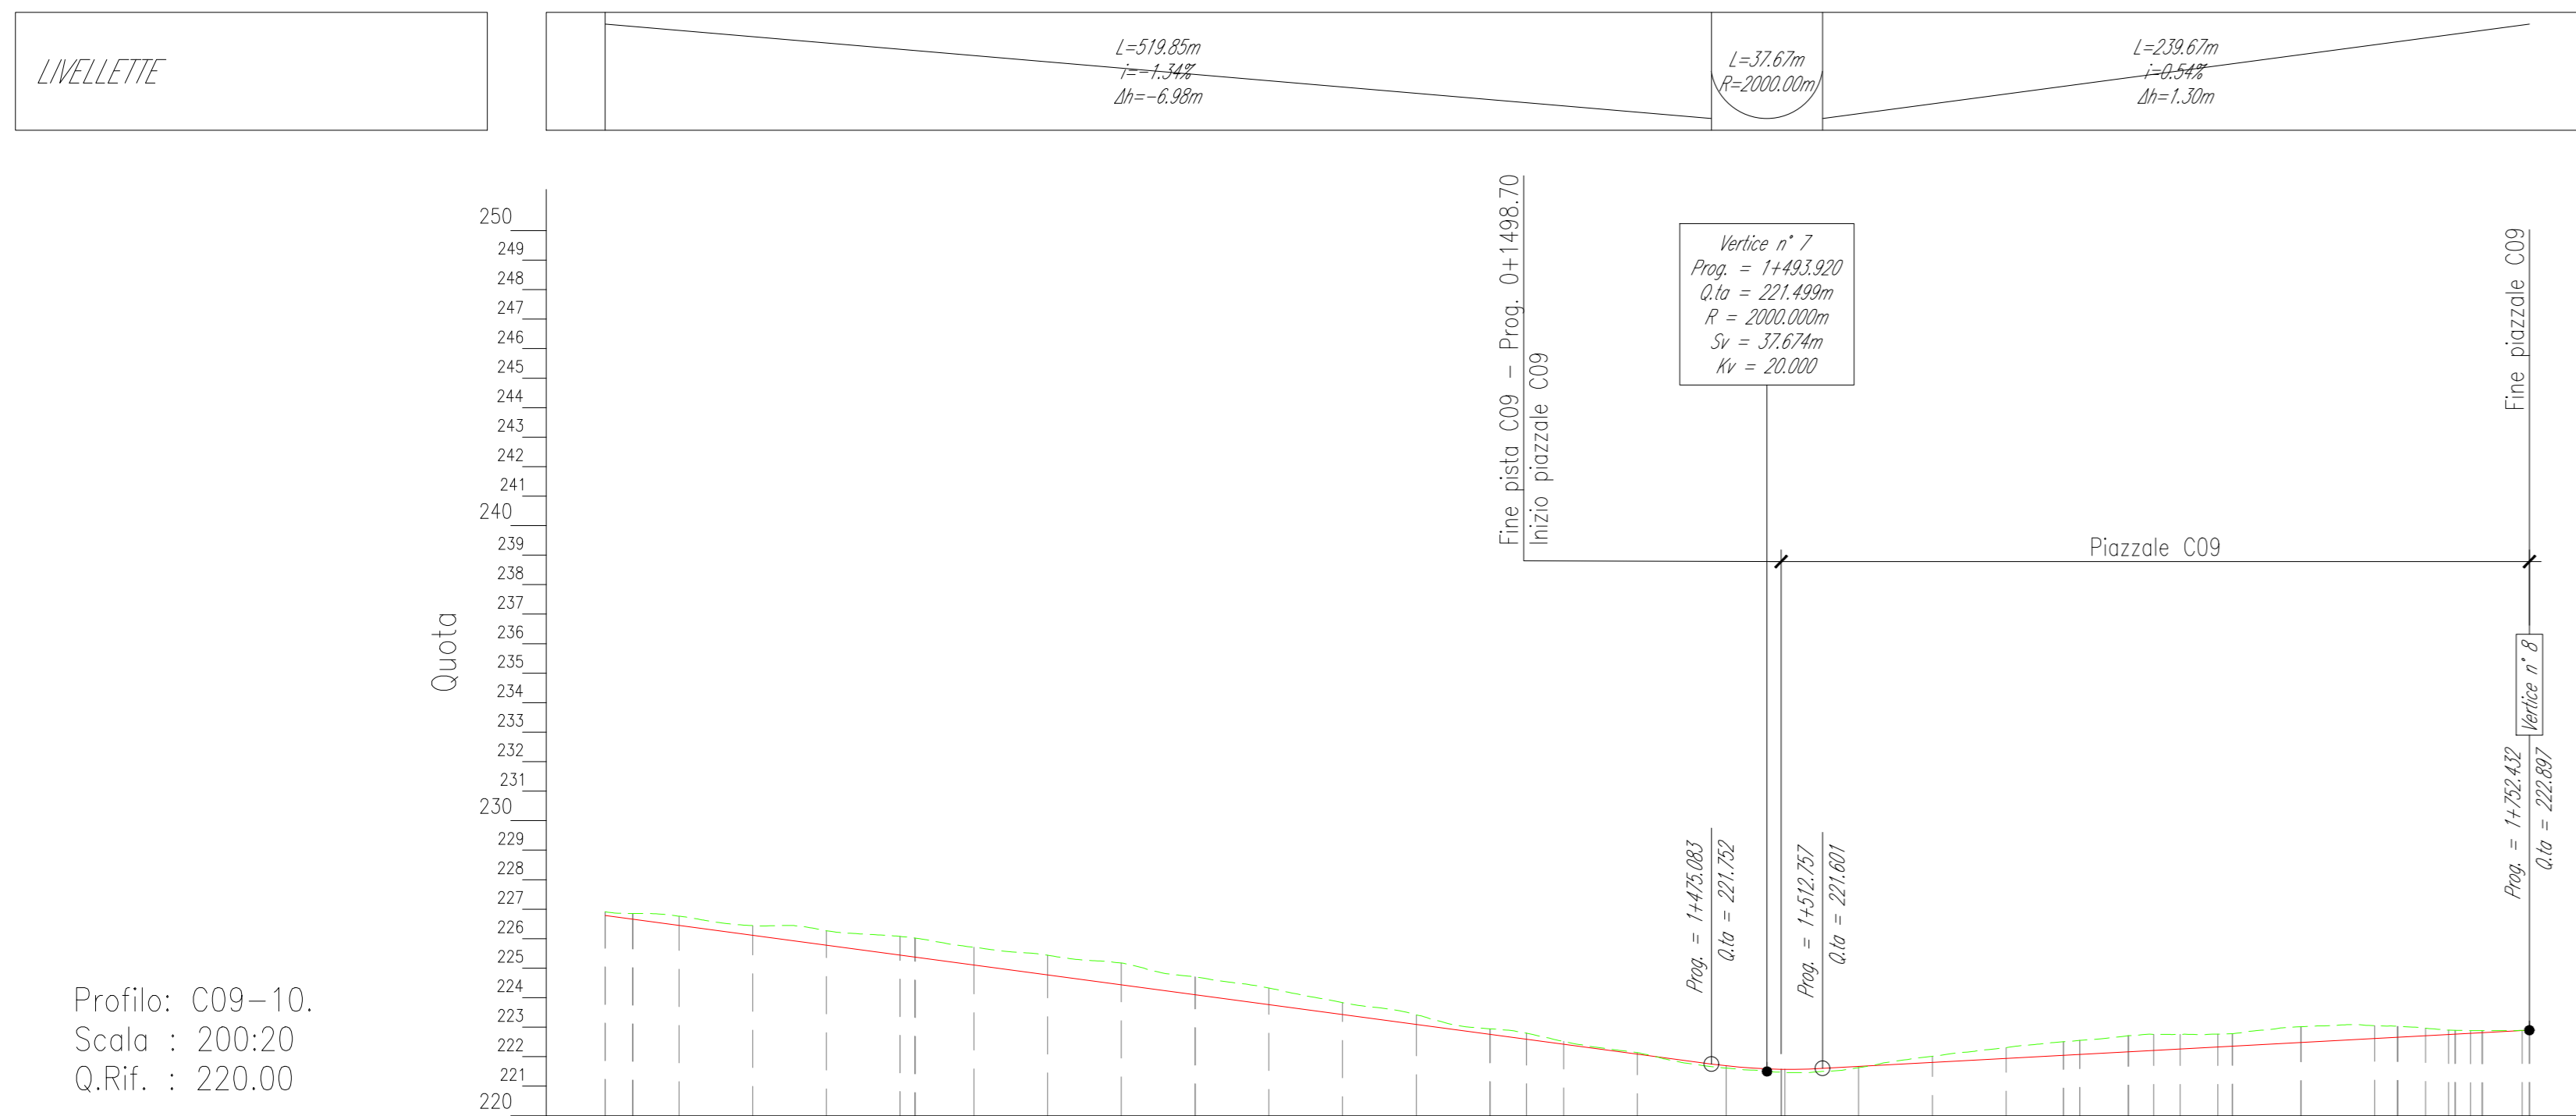 LIVELLETTE
L=519.85m
i=-1.34%
Δh=-6.98m
L=37.67m
R=2000.00m
L=239.67m
i=0.54%
Δh=1.30m
Fine pista C09 - Prog. 0+1498.70
Inizio piazzale C09
Vertice n° 7
Prog. = 1+493.920
Q.ta = 221.499m
R = 2000.000m
Sv = 37.674m
Kv = 20.000
Fine piazzale C09
Piazzale C09
Vertice n° 8
Prog. = 1+752.432
Q.ta = 222.897
Prog. = 1+475.083
Q.ta = 221.752
Prog. = 1+512.757
Q.ta = 221.601
Quota
250
249
248
247
246
245
244
243
242
241
240
239
238
237
236
235
234
233
232
231
230
229
228
227
226
225
224
223
222
221
220
Profilo: C09-10.
Scala : 200:20
Q.Rif. : 220.00